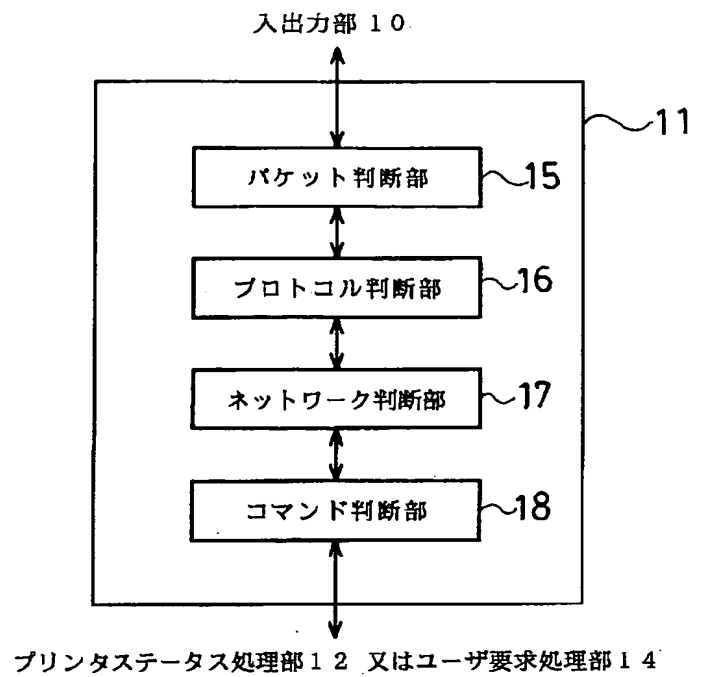 入出力部 10
11
パケット判断部
15
プロトコル判断部
16
ネットワーク判断部
17
コマンド判断部
18
プリンタステータス処理部12 又はユーザ要求処理部14